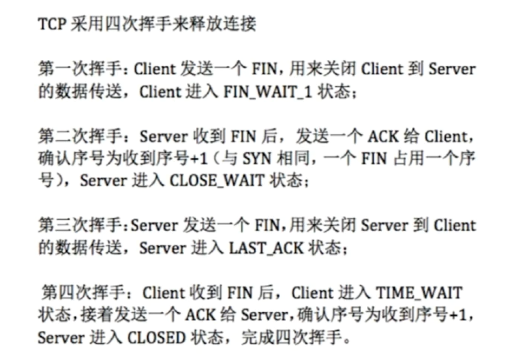 TCP 采用四次挥手来释放连接
第一次挥手：Client 发送一个 FIN，用来关闭 Client 到 Server
的数据传送，Client 进入 FIN_WAIT_1 状态；
第二次挥手：Server 收到 FIN 后，发送一个 ACK 给 Client，
确认序号为收到序号+1（与 SYN 相同，一个 FIN 占用一个序
号），Server 进入 CLOSE_WAIT 状态；
第三次挥手：Server 发送一个 FIN，用来关闭 Server 到 Client
的数据传送，Server 进入 LAST_ACK 状态；
第四次挥手：Client 收到 FIN 后，Client 进入 TIME_WAIT
状态，接着发送一个 ACK 给 Server，确认序号为收到序号+1，
Server 进入 CLOSED 状态，完成四次挥手。